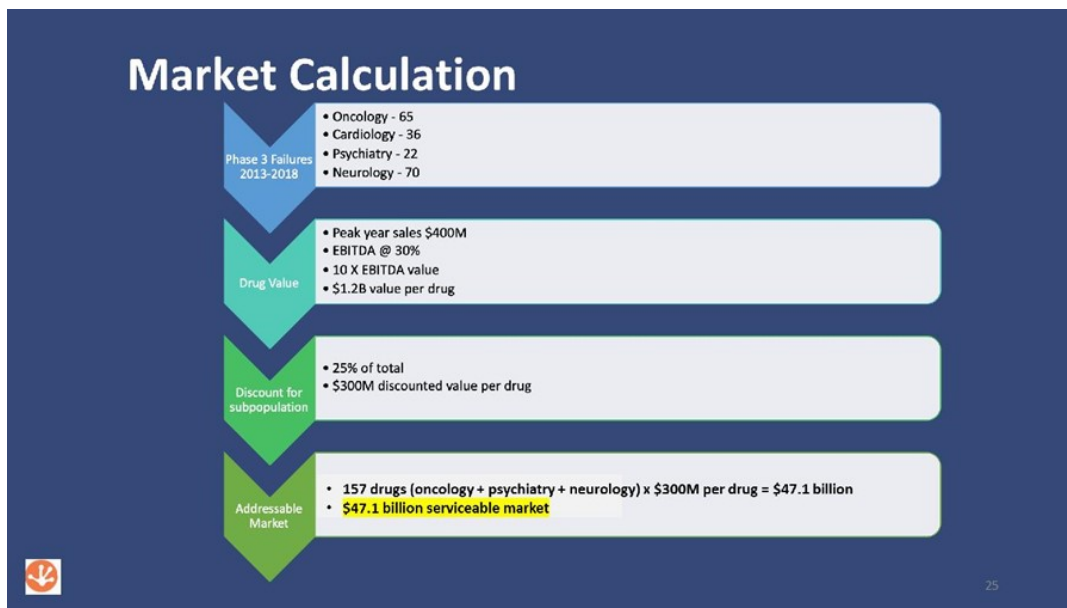 Market Calculation
Phase 3 Failures
2013-2018
• Oncology - 65
• Cardiology - 36
• Psychiatry - 22
• Neurology - 70
Drug Value
• Peak year sales $400M
• EBITDA @ 30%
• 10 X EBITDA value
• $1.2B value per drug
Discount for
subpopulation
• 25% of total
• $300M discounted value per drug
Addressable
Market
• 157 drugs (oncology + psychiatry + neurology) x $300M per drug = $47.1 billion
• $47.1 billion serviceable market
25